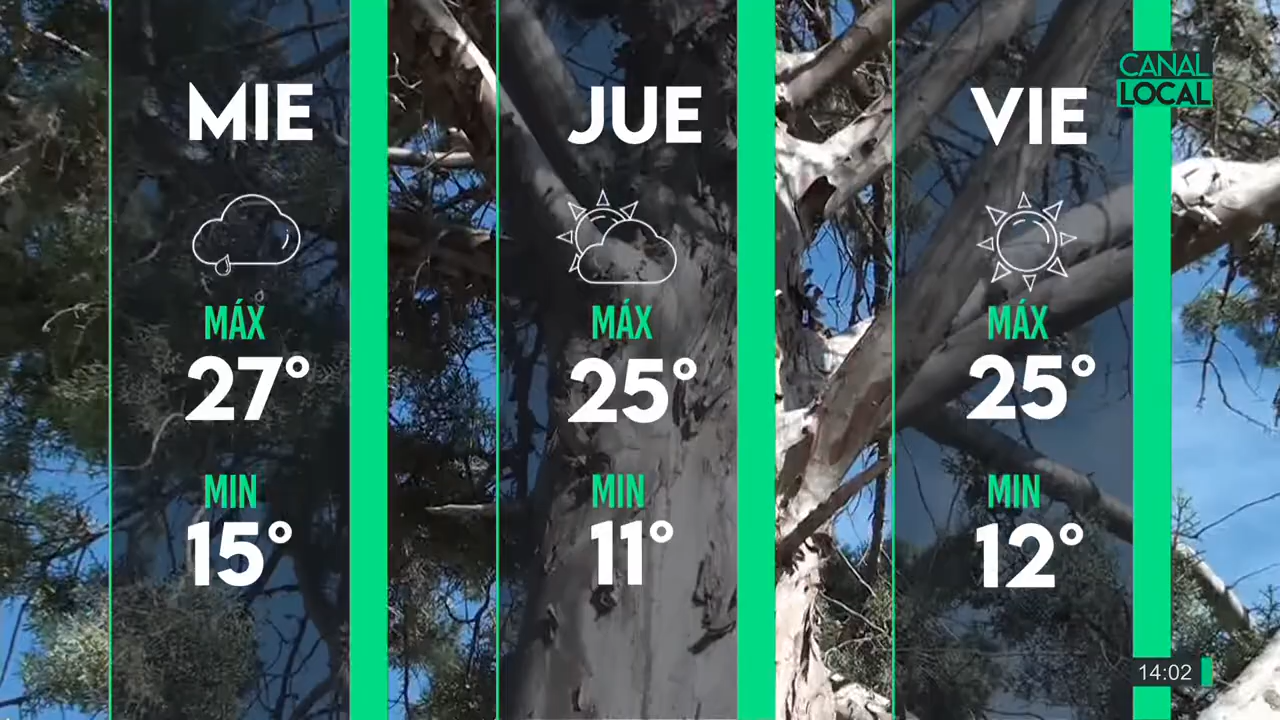 MIE
MÁX
27°
MIN
15°
JUE
MÁX
25°
MIN
11°
VIE
MÁX
25°
MIN
12°
CANAL
LOCAL
14:02